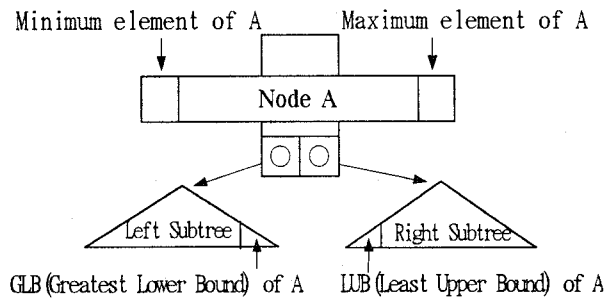 Minimum element of A
Maximum element of A
Node A
Left Subtree
Right Subtree
GLB(Greatest Lower Bound) of A
LUB(Least Upper Bound) of A